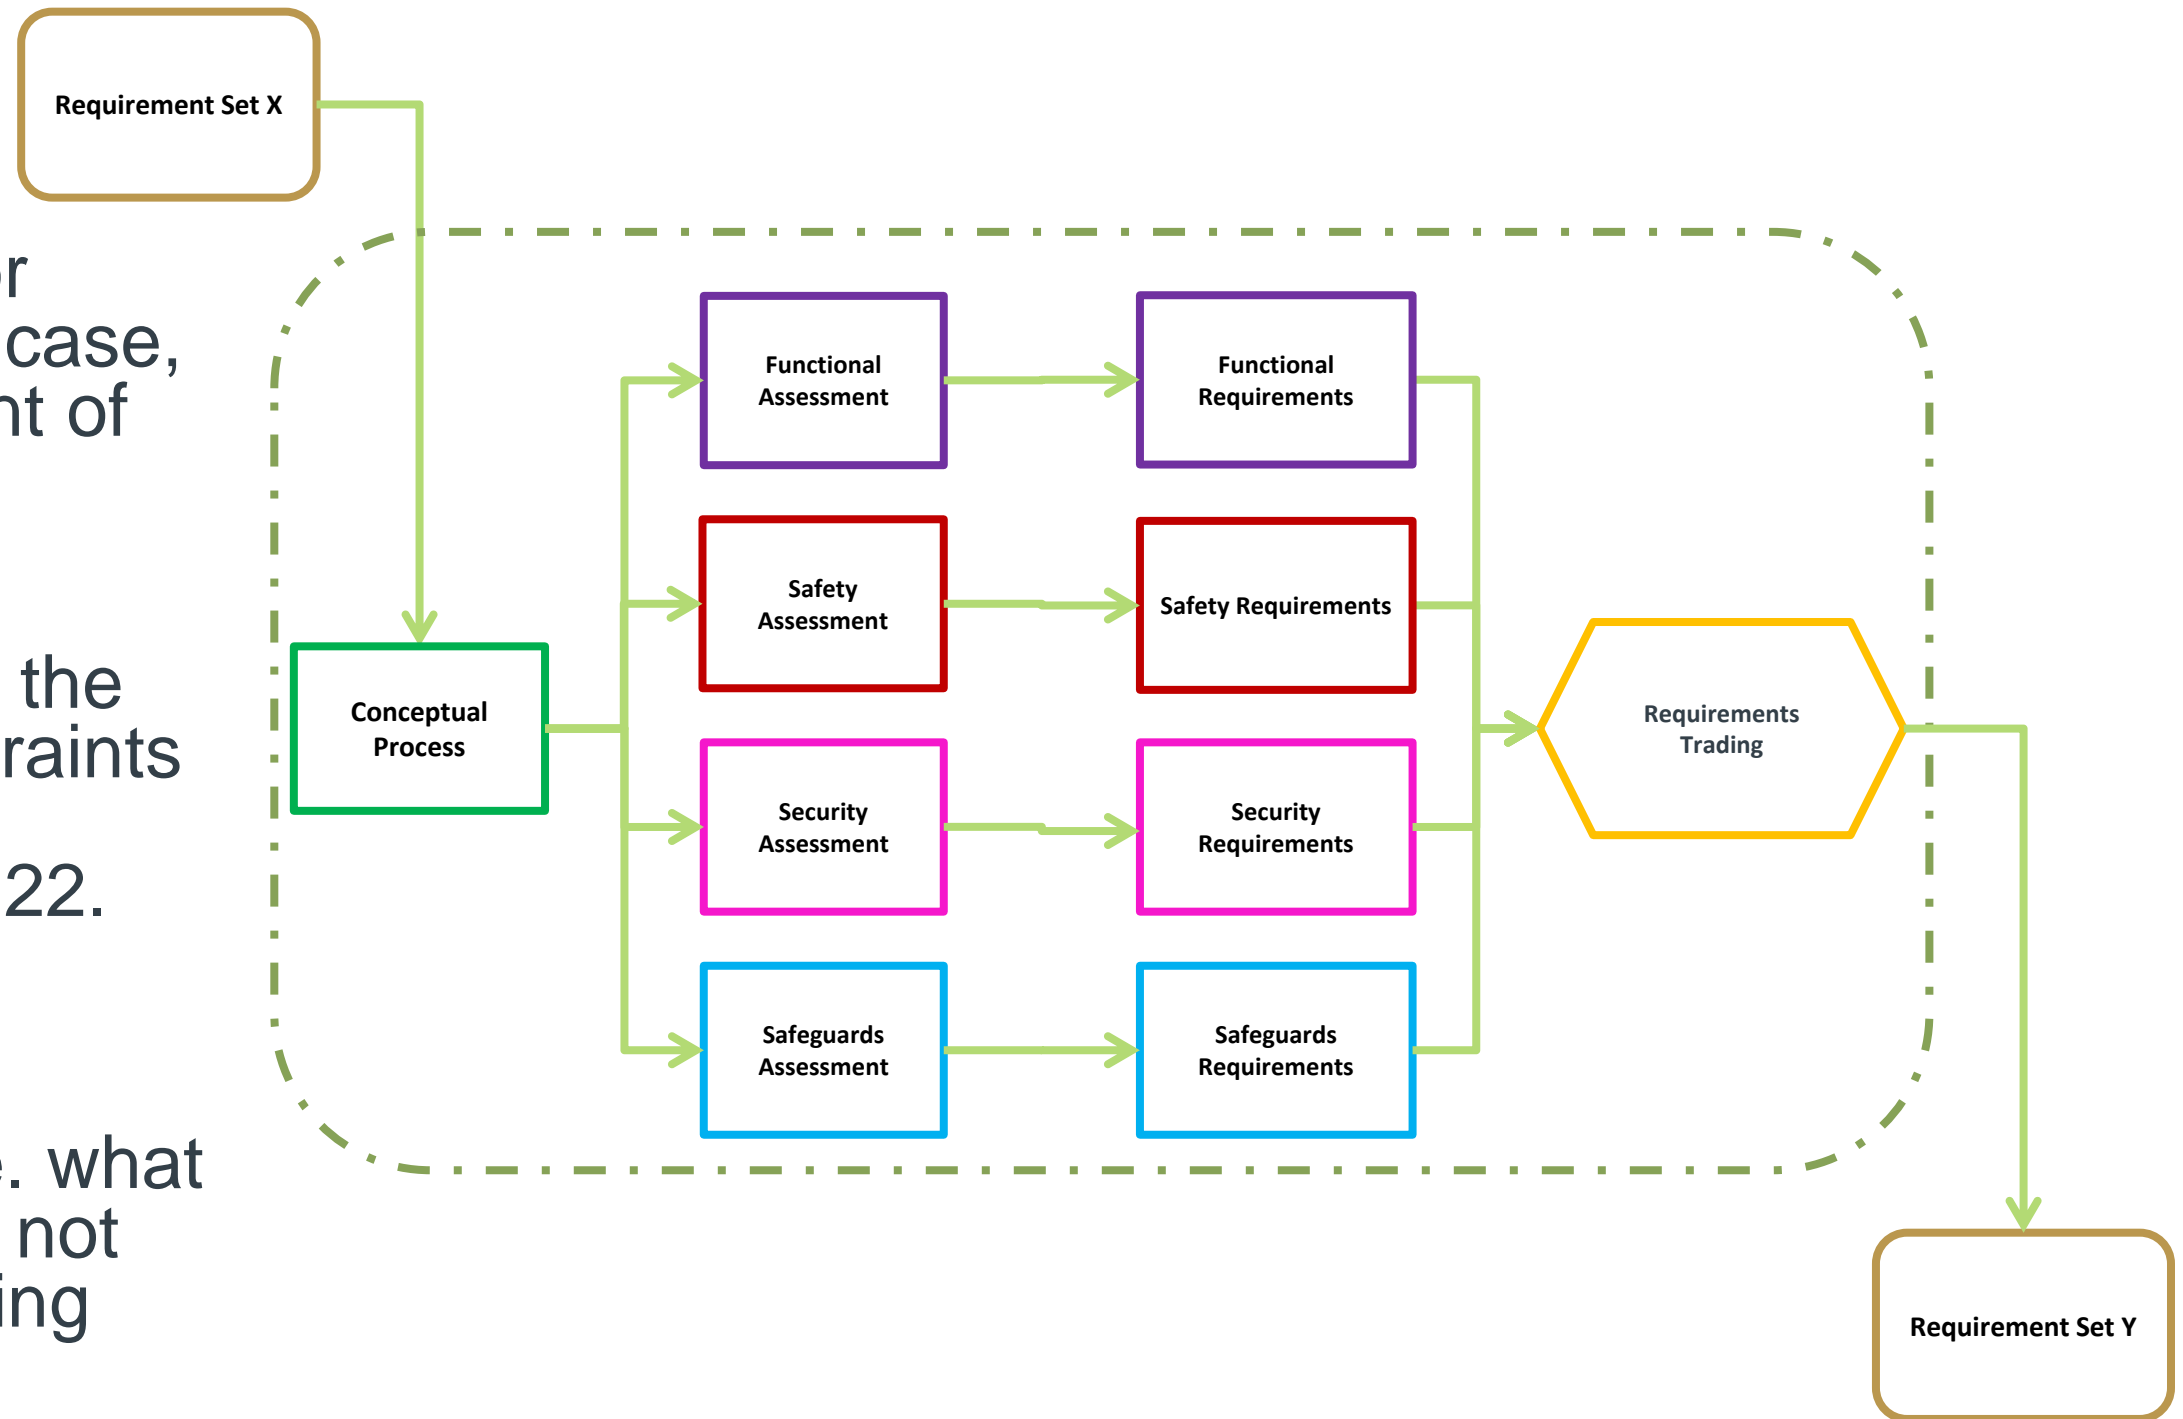 Requirement Set X
or
case,
nt of
the
raints
22.
e. what
not
ing
Conceptual
Process
Functional
Assessment
Functional
Requirements
Safety
Assessment
Safety Requirements
Security
Assessment
Security
Requirements
Safeguards
Assessment
Safeguards
Requirements
Requirements
Trading
Requirement Set Y